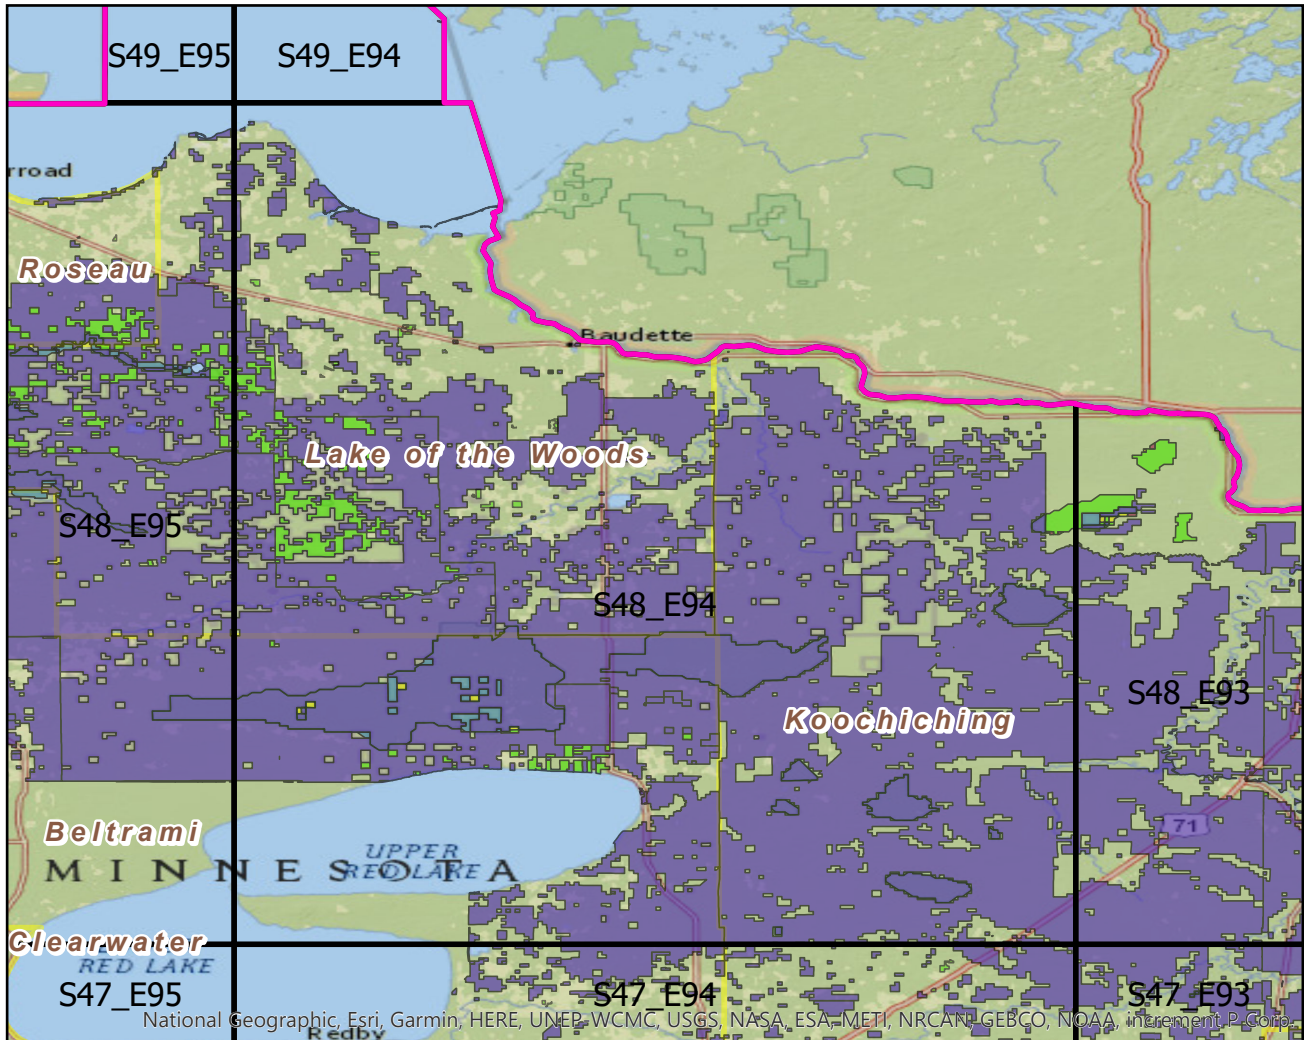 S49_E95
S49_E94
rroad
Roseau
Baudette
Lake of the Woods
S48_E95
S48_E94
S48_E93
Koochiching
71
Beltrami
UPPER
RED LAKE
MINNESOTA
Clearwater
RED LAKE
S47_E95
S47_E94
S47_E93
National Geographic, Esri, Garmin, HERE, UNEP-WCMC, USGS, NASA, ESA, METI, NRCAN, GEBCO, NOAA, increment P Corp.
Redby